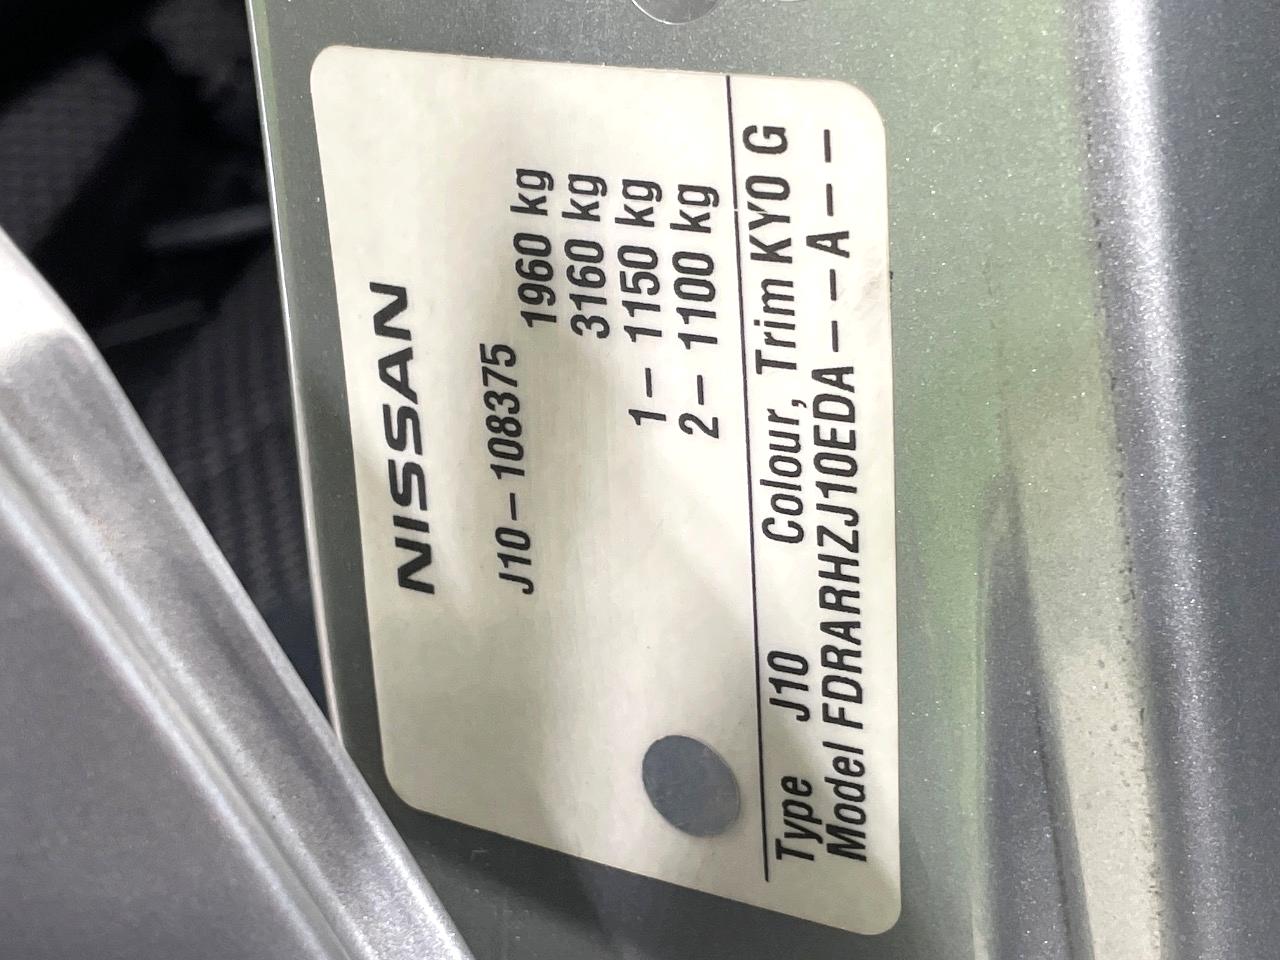 NISSAN
J10-108375
1960 kg
3160 kg
1- 1150 kg
2- 1100 kg
Type J10 Colour, Trim KY0 G
Model FDRARHZJ10EDA--A--